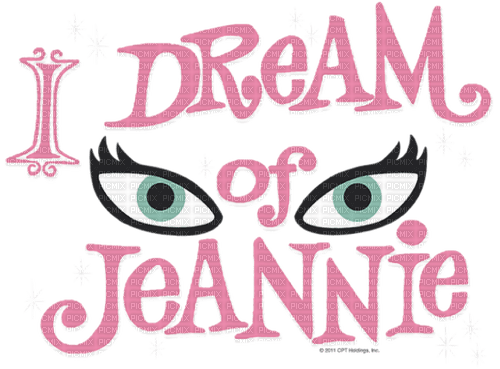 I DReAM
of
JeANNie
© 2011 CPT Holdings, Inc.